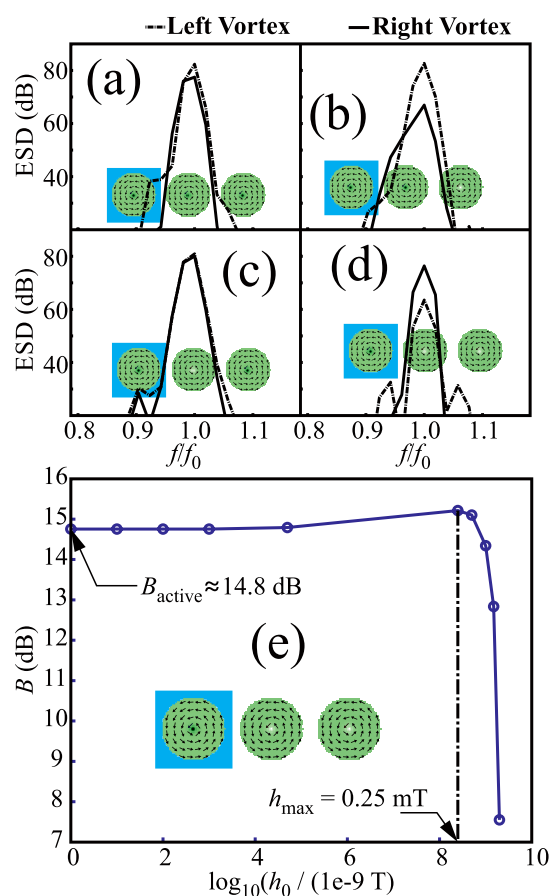 Left Vortex Right Vortex
(a) (b)
ESD (dB)
80
60
40
(c) (d)
ESD (dB)
80
60
40
0.8 0.9 1.0 1.1 0.8 0.9 1.0 1.1
f/f0 f/f0
16
15
14
13
12
11
10
9
8
7
B (dB)
Bactive≈14.8 dB
(e)
hmax = 0.25 mT
0 2 4 6 8 10
log10(h0 / (1e-9 T)